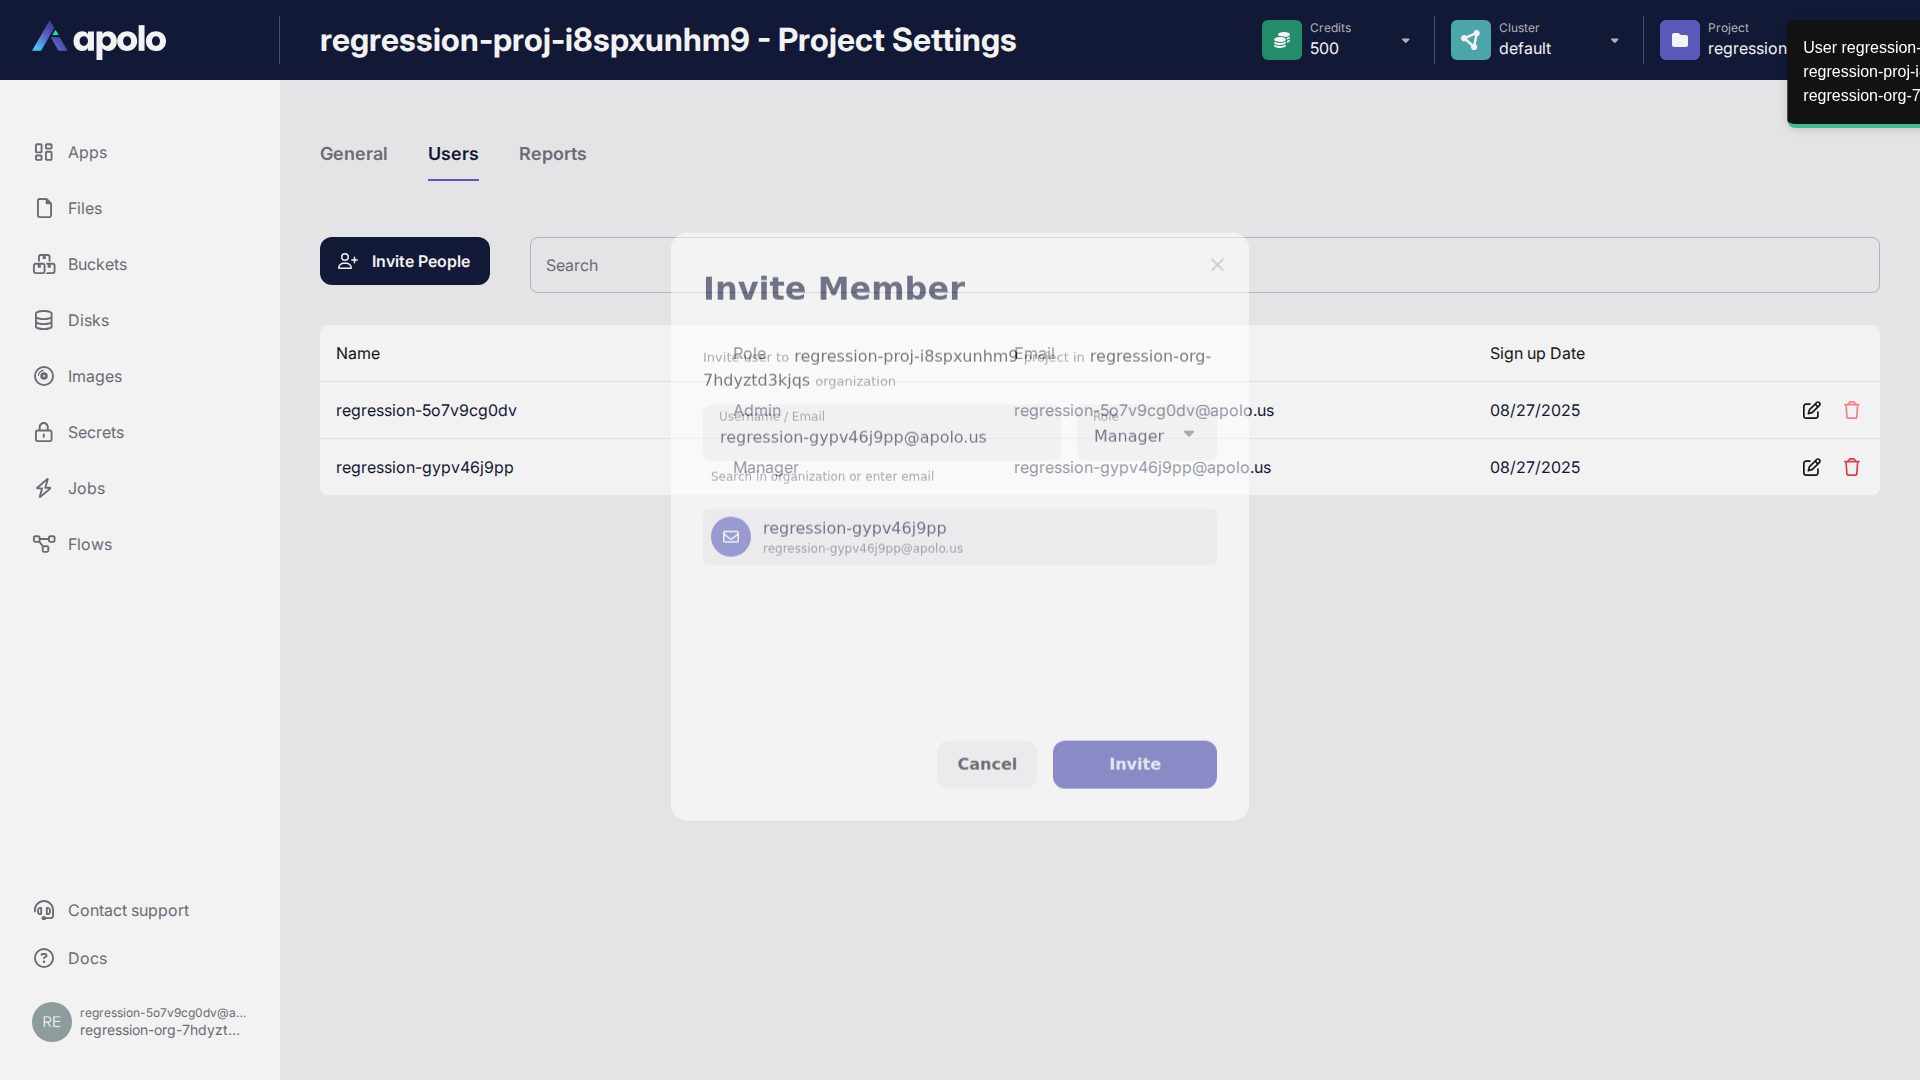 apolo
regression-proj-i8spxunhm9 - Project Settings
Credits
500
Cluster
default
Project
regression
User regression-
regression-proj-i
regression-org-7
Apps
Files
Buckets
Disks
Images
Secrets
Jobs
Flows
General
Users
Reports
Invite People
Search
Name
Role
Email
Sign up Date
regression-5o7v9cg0dv
Admin
regression-5o7v9cg0dv@apolo.us
08/27/2025
regression-gypv46j9pp
Manager
regression-gypv46j9pp@apolo.us
08/27/2025
Invite Member
Invite user to regression-proj-i8spxunhm9 project in regression-org-
7hdyztd3kjqs organization
Username / Email
regression-gypv46j9pp@apolo.us
Role
Manager
Search in organization or enter email
regression-gypv46j9pp
regression-gypv46j9pp@apolo.us
Cancel
Invite
Contact support
Docs
RE
regression-5o7v9cg0dv@a...
regression-org-7hdyzt...